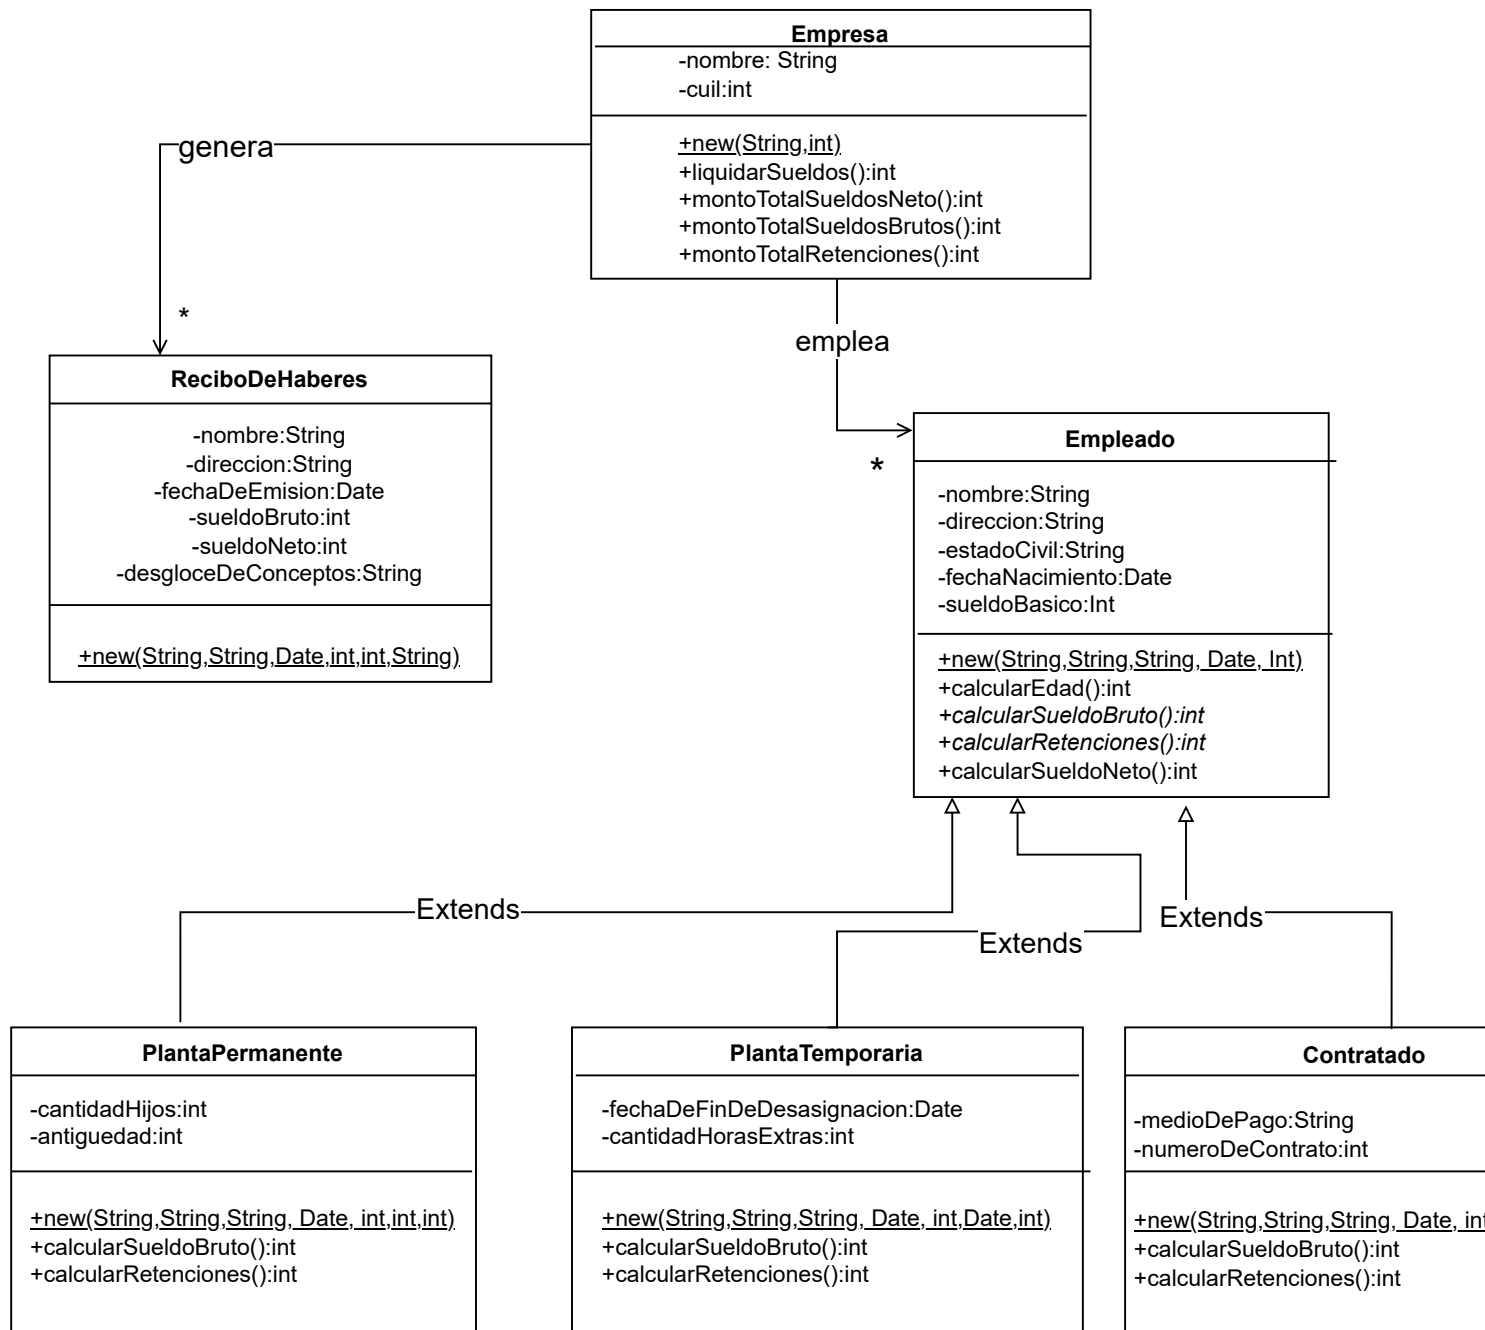 Empresa
-nombre: String
-cuil:int
+new(String,int)
+liquidarSueldos():int
+montoTotalSueldosNeto():int
+montoTotalSueldosBrutos():int
+montoTotalRetenciones():int
genera
*
emplea
*
ReciboDeHaberes
-nombre:String
-direccion:String
-fechaDeEmision:Date
-sueldoBruto:int
-sueldoNeto:int
-desgloceDeConceptos:String
+new(String,String,Date,int,int,String)
Empleado
-nombre:String
-direccion:String
-estadoCivil:String
-fechaNacimiento:Date
-sueldoBasico:Int
+new(String,String,String, Date, Int)
+calcularEdad():int
+calcularSueldoBruto():int
+calcularRetenciones():int
+calcularSueldoNeto():int
Extends
Extends
Extends
PlantaPermanente
-cantidadHijos:int
-antiguedad:int
+new(String,String,String, Date, int,int,int)
+calcularSueldoBruto():int
+calcularRetenciones():int
PlantaTemporaria
-fechaDeFinDeDesasignacion:Date
-cantidadHorasExtras:int
+new(String,String,String, Date, int,Date,int)
+calcularSueldoBruto():int
+calcularRetenciones():int
Contratado
-medioDePago:String
-numeroDeContrato:int
+new(String,String,String, Date,
+calcularSueldoBruto():int
+calcularRetenciones():int